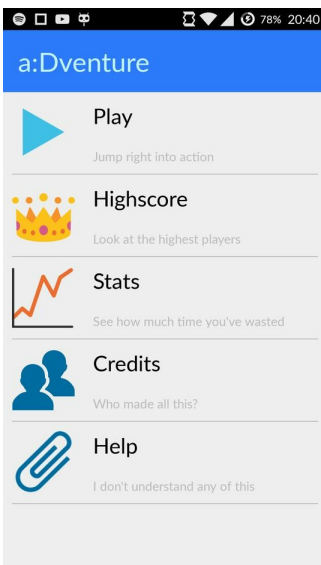 78% 20:40
a:Dventure
Play
Jump right into action
Highscore
Look at the highest players
Stats
See how much time you've wasted
Credits
Who made all this?
Help
I don't understand any of this